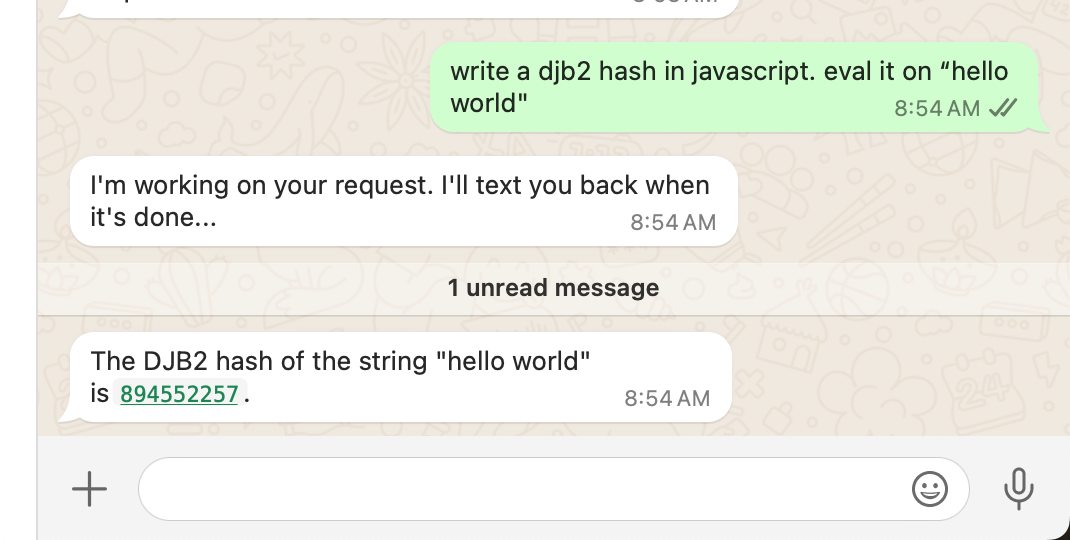 write a djb2 hash in javascript. eval it on “hello
world"
8:54 AM
I'm working on your request. I'll text you back when
it's done...
8:54 AM
1 unread message
The DJB2 hash of the string "hello world"
is 894552257.
8:54 AM